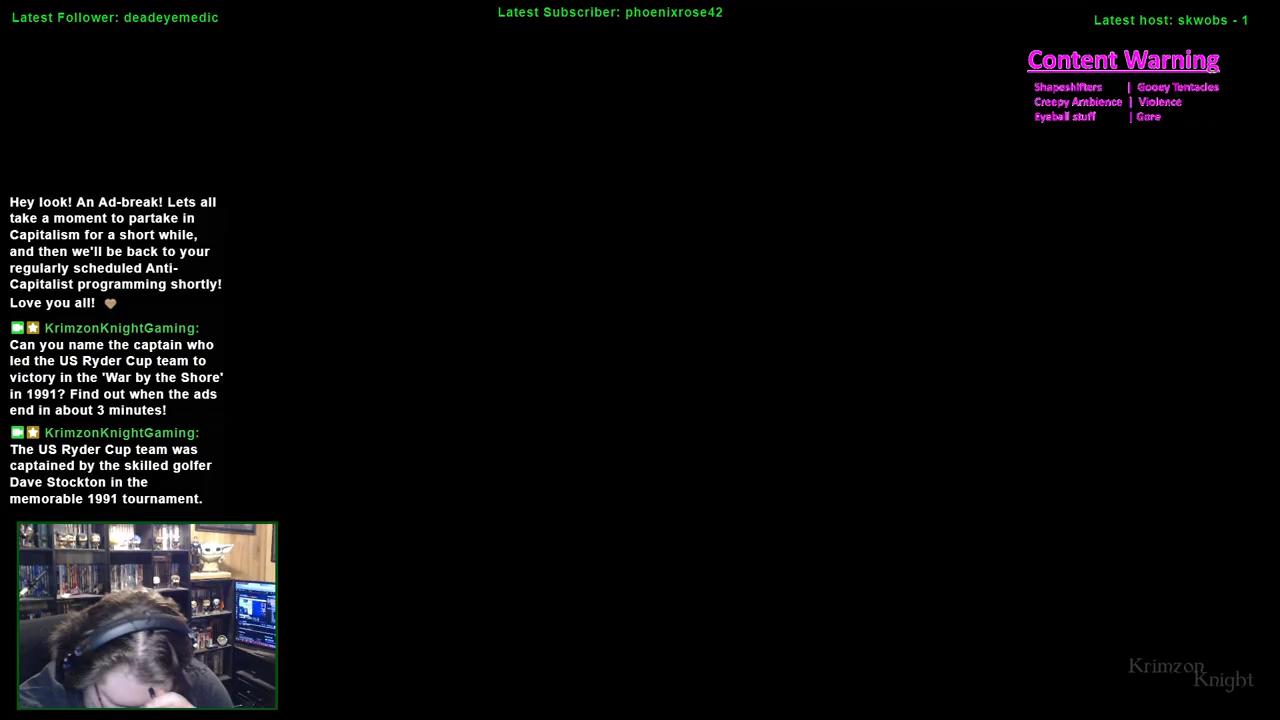 Latest Follower: deadeyemedic
Latest Subscriber: phoenixrose42
Latest host: skwobs - 1
Content Warning
Shapeshifters | Gooey Tentacles
Creepy Ambience | Violence
Eyeball stuff | Gore
Hey look! An Ad-break! Lets all
take a moment to partake in
Capitalism for a short while,
and then we'll be back to your
regularly scheduled Anti-
Capitalist programming shortly!
Love you all!
KrimzonKnightGaming:
Can you name the captain who
led the US Ryder Cup team to
victory in the 'War by the Shore'
in 1991? Find out when the ads
end in about 3 minutes!
KrimzonKnightGaming:
The US Ryder Cup team was
captained by the skilled golfer
Dave Stockton in the
memorable 1991 tournament.
Krimzon
Knight